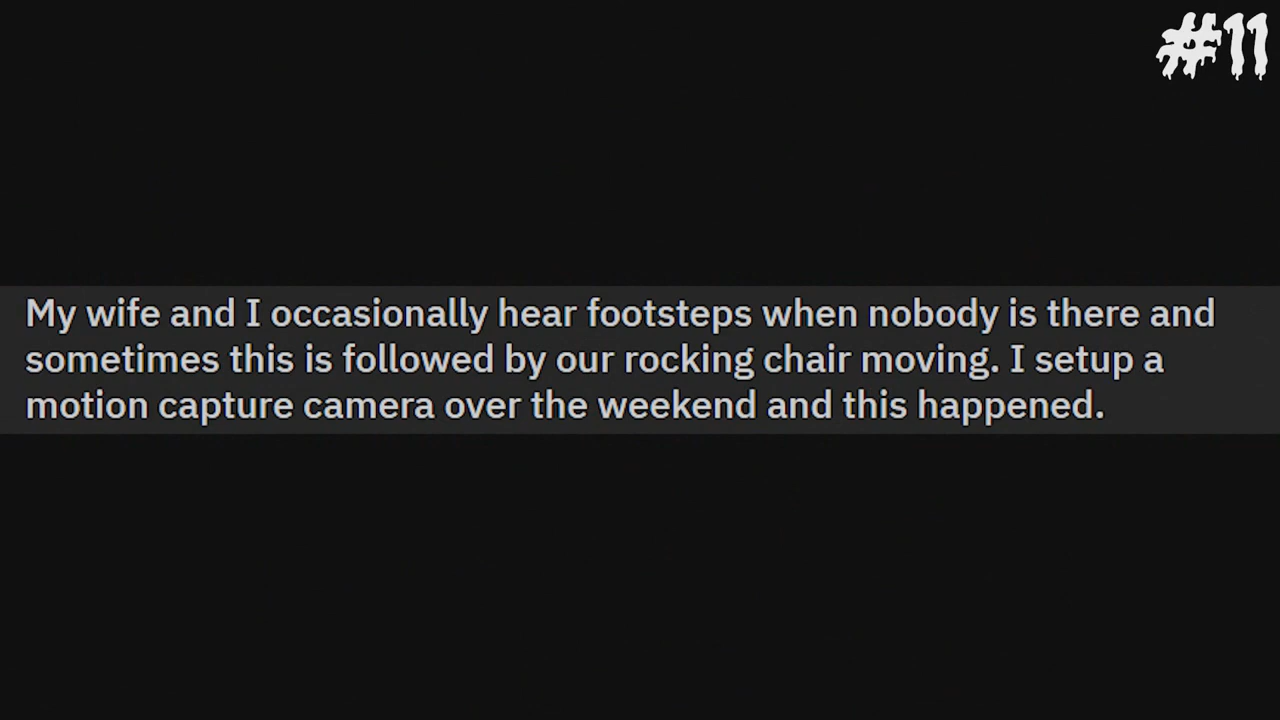 #11
My wife and I occasionally hear footsteps when nobody is there and
sometimes this is followed by our rocking chair moving. I setup a
motion capture camera over the weekend and this happened.